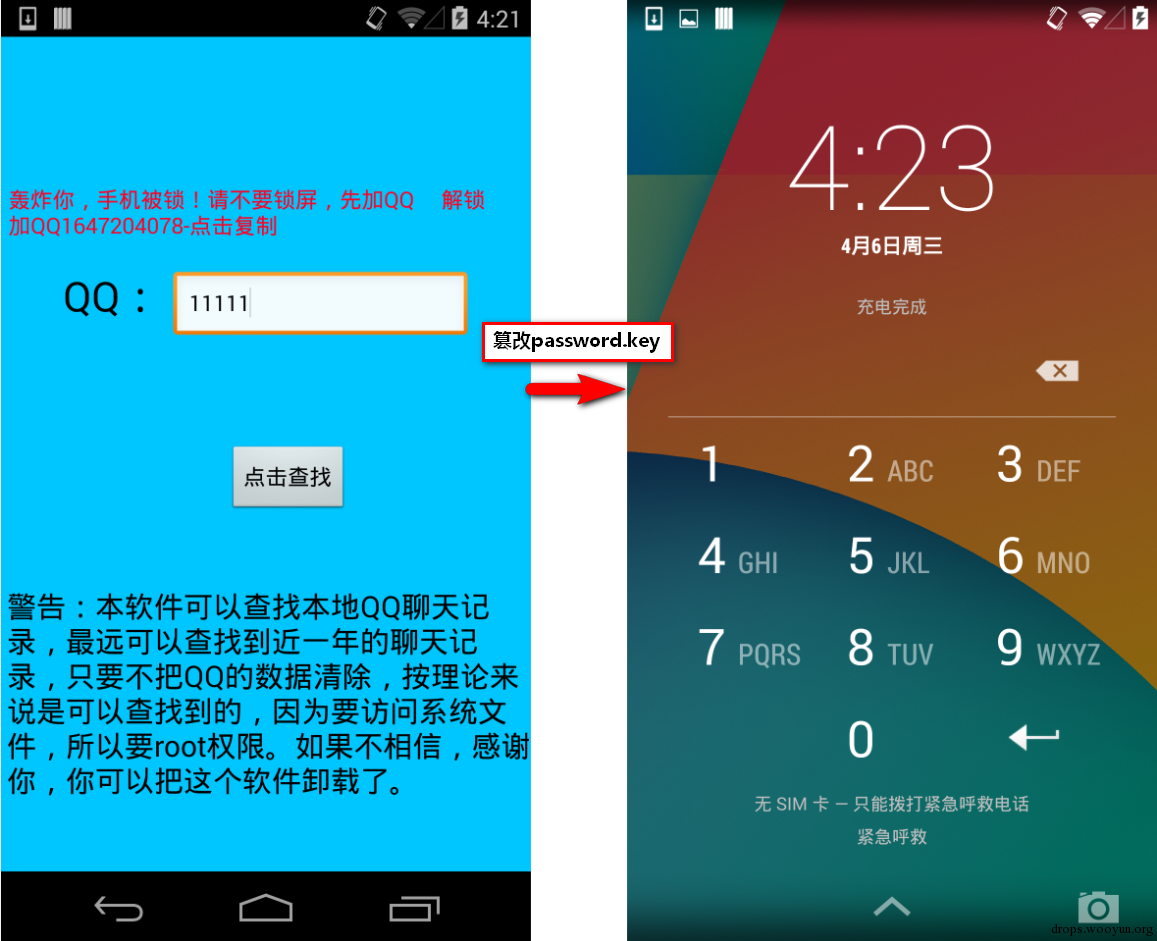 4:21
轰炸你，手机被锁！请不要锁屏，先加QQ 解锁
加QQ1647204078-点击复制
QQ：
11111
点击查找
警告：本软件可以查找本地QQ聊天记
录，最远可以查找到近一年的聊天记
录，只要不把QQ的数据清除，按理论来
说是可以查找到的，因为要访问系统文
件，所以要root权限。如果不相信，感谢
你，你可以把这个软件卸载了。
篡改password.key
4:23
4月6日周三
充电完成
1
2 ABC
3 DEF
4 GHI
5 JKL
6 MNO
7 PQRS
8 TUV
9 WXYZ
0
无 SIM 卡 — 只能拨打紧急呼救电话
紧急呼救
drops.wooyun.org